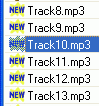 NEW Track8.mp3
NEW Track9.mp3
NEW Track10.mp3
NEW Track11.mp3
NEW Track12.mp3
NEW Track13.mp3